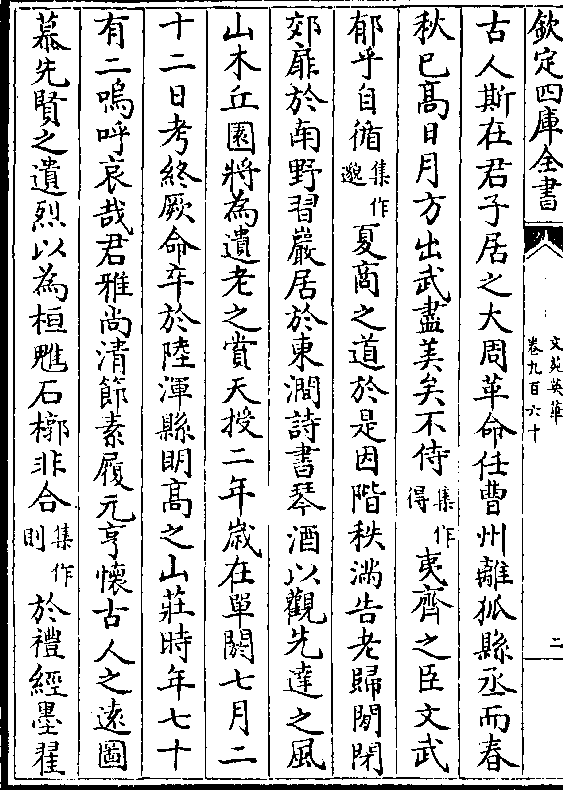 欽定四庫全書
文苑英華
卷九百六十
二
古人斯在君子居之大周革命任曹州離狐縣丞而春
秋已髙日月方出武盡美矣不侍集作得夷齊之臣文武
郁乎自循集作邈夏商之道於是因階秩滿告老歸閒閉
郊扉於南野習巖居於東澗詩書琴酒以觀先達之風
山木丘園將為遺老之賞天授二年歲在單閼七月二
十二日考終厥命卒於陸渾縣眀髙之山莊時年七十
有二嗚呼哀哉君雅尚清節素履元亨懐古人之逺圖
慕先賢之遺烈以為桓魋石槨非合集作則於禮經墨翟